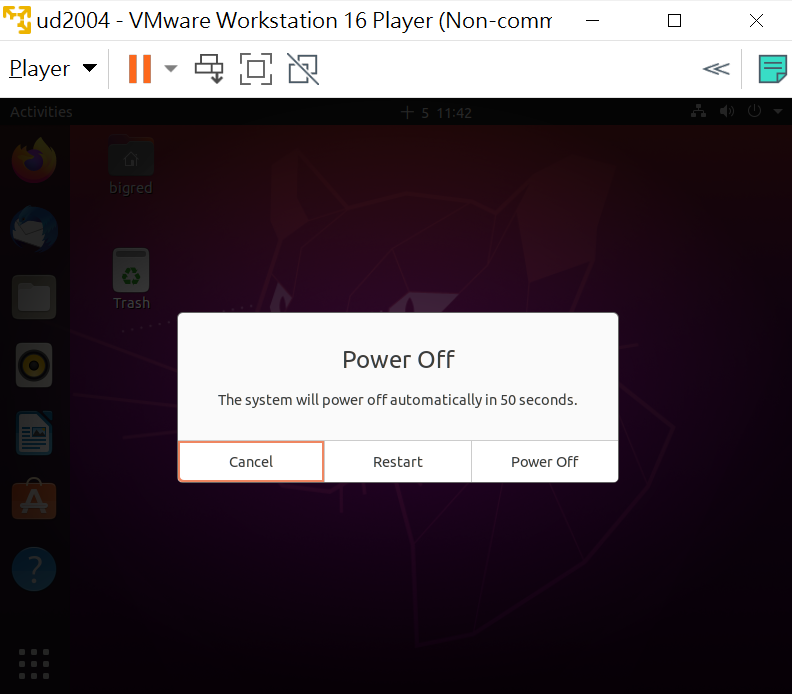 ud2004 - VMware Workstation 16 Player (Non-comm
Player
Activities
十 5 11:42
bigred
Trash
Power Off
The system will power off automatically in 50 seconds.
Cancel
Restart
Power Off
?